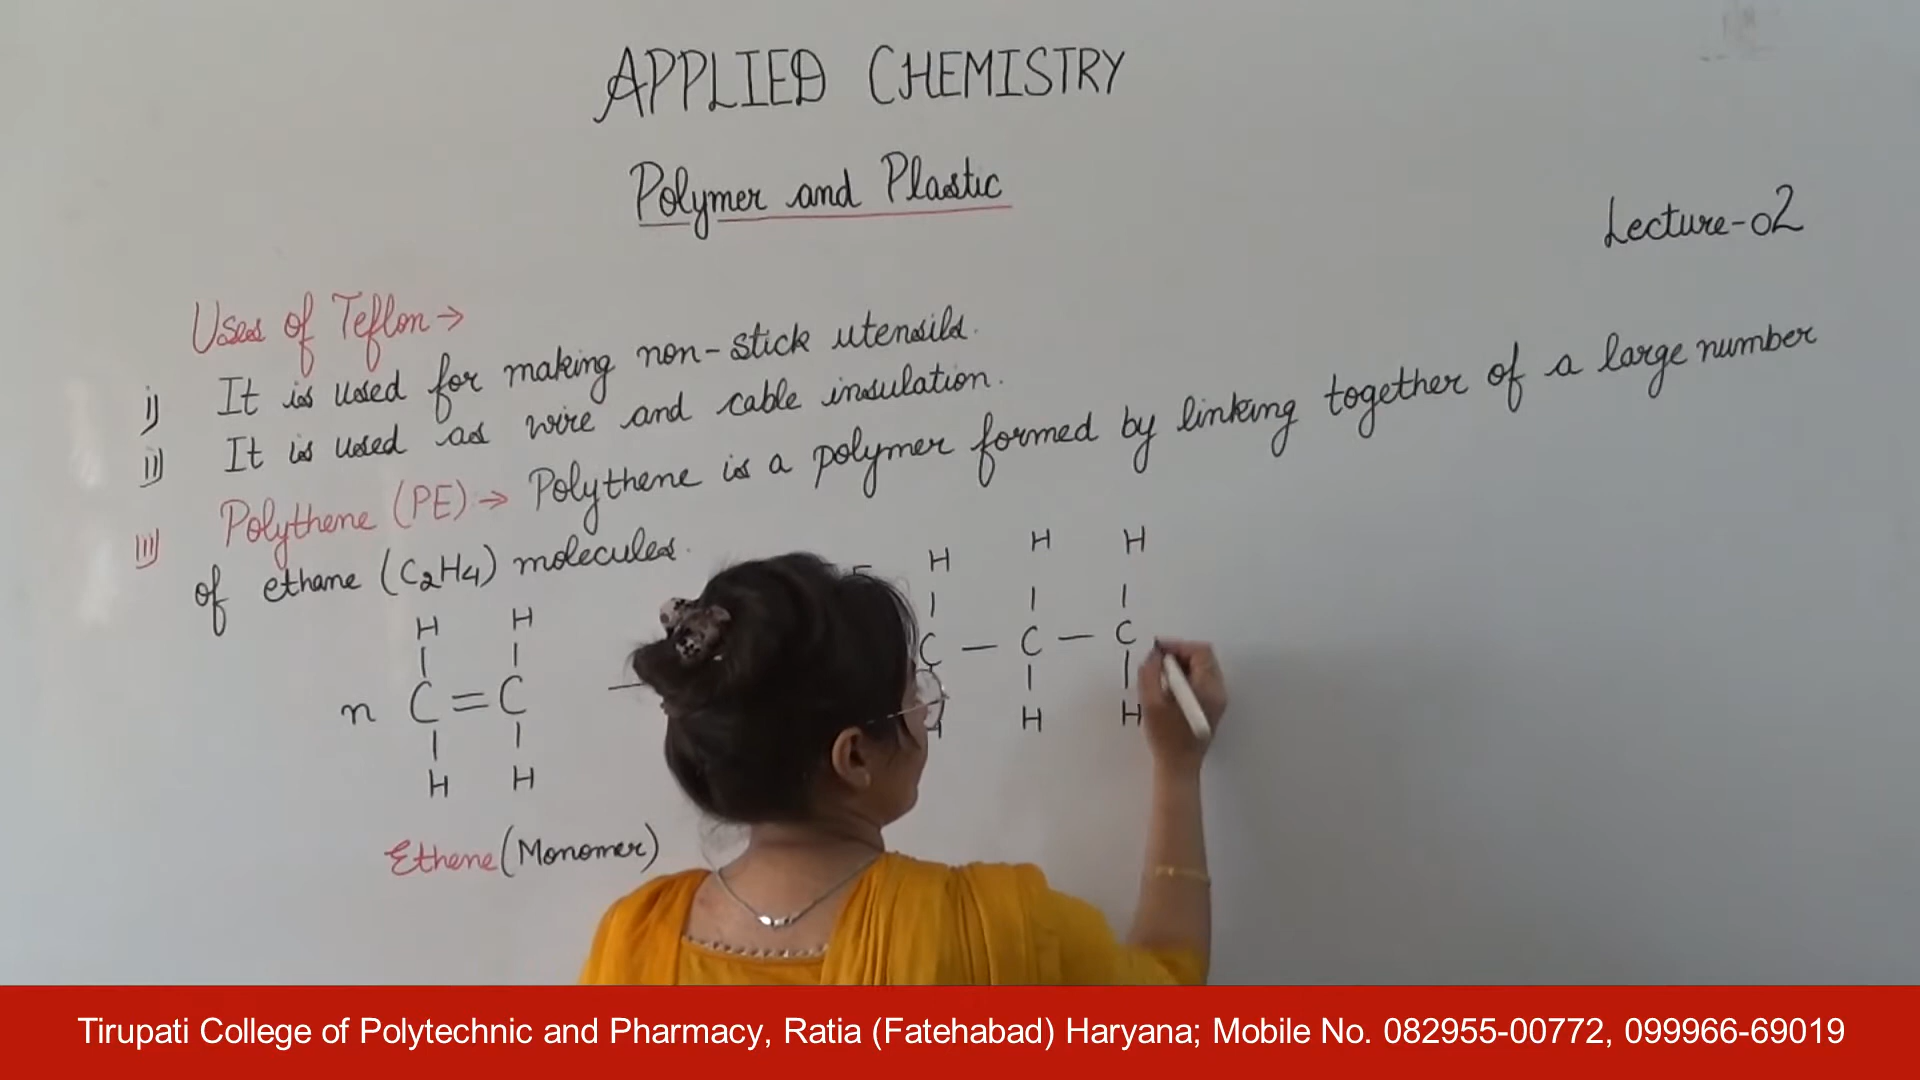 APPLIED CHEMISTRY
Polymer and Plastic
Lecture-02
Uses of Teflon→
i) It is used for making non-stick utensils.
ii) It is used as wire and cable insulation.
iii) Polythene (PE)→ Polythene is a polymer formed by linking together of a large number
of ethane (C2H4) molecules.
H H H H H
n C=C — C — C — C
H H H H
Ethene (Monomer)
Tirupati College of Polytechnic and Pharmacy, Ratia (Fatehabad) Haryana; Mobile No. 082955-00772, 099966-69019